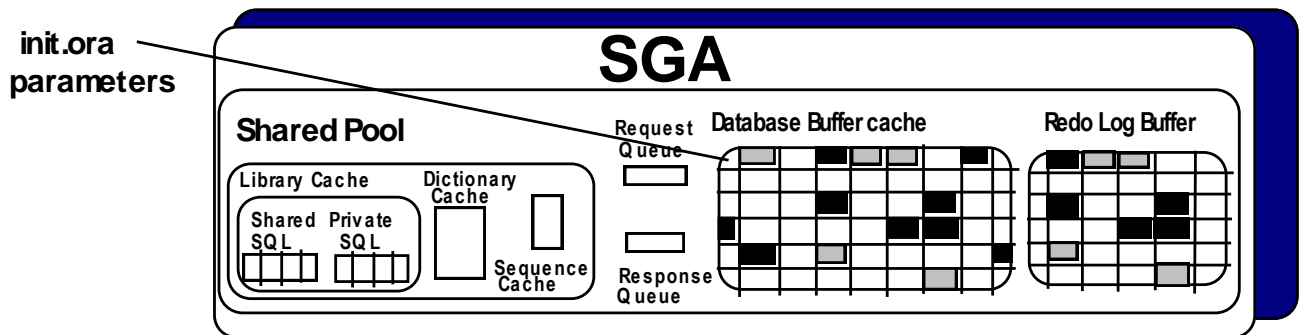 init.ora
parameters
SGA
Shared Pool
Request
Queue
Database Buffer cache
Redo Log Buffer
Library Cache
Dictionary
Cache
Shared
SQL
Private
SQL
Sequence
Cache
Response
Queue